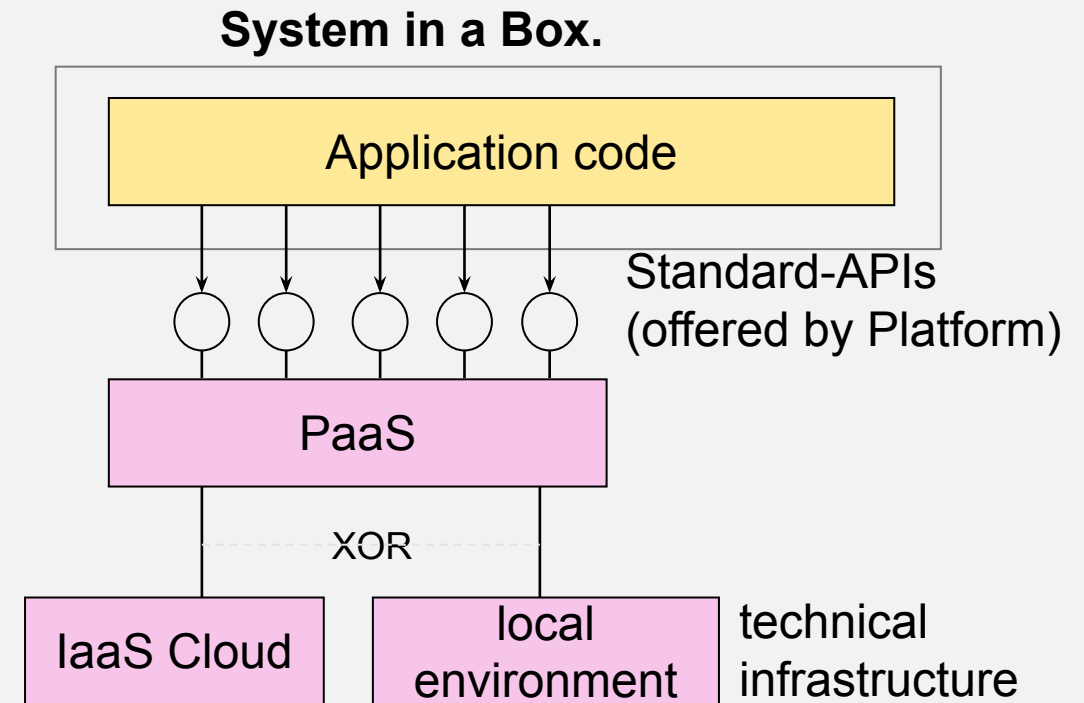 System in a Box.
Application code
Standard-APIs
(offered by Platform)
PaaS
XOR
IaaS Cloud
local
environment
technical
infrastructure